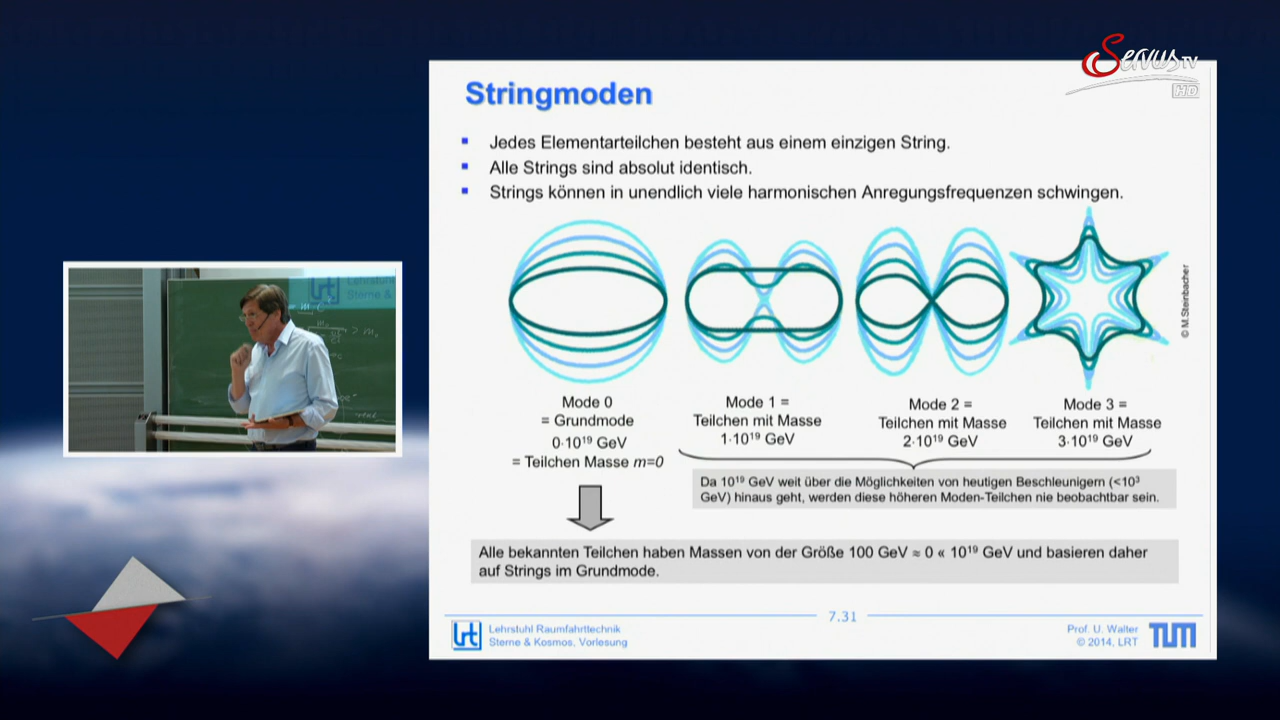 ServusTV
HD
Stringmoden
Jedes Elementarteilchen besteht aus einem einzigen String.
Alle Strings sind absolut identisch.
Strings können in unendlich viele harmonischen Anregungsfrequenzen schwingen.
© M.Steinbacher
Mode 0
= Grundmode
0·10¹⁹ GeV
= Teilchen Masse m=0
Mode 1 =
Teilchen mit Masse
1·10¹⁹ GeV
Mode 2 =
Teilchen mit Masse
2·10¹⁹ GeV
Mode 3 =
Teilchen mit Masse
3·10¹⁹ GeV
Da 10¹⁹ GeV weit über die Möglichkeiten von heutigen Beschleunigern (<10³
GeV) hinaus geht, werden diese höheren Moden-Teilchen nie beobachtbar sein.
Alle bekannten Teilchen haben Massen von der Größe 100 GeV ≈ 0 « 10¹⁹ GeV und basieren daher
auf Strings im Grundmode.
7.31
lrt
Lehrstuhl Raumfahrttechnik
Sterne & Kosmos, Vorlesung
Prof. U. Walter
© 2014, LRT
TUM
lrt
Lehrstuhl
Sterne &